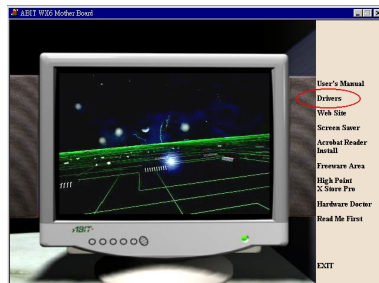 ABIT WX6 Mother Board
User's Manual
Drivers
Web Site
Screen Saver
Acrobat Reader
Install
Freeware Area
High Point
X Store Pro
Hardware Doctor
Read Me First
EXIT
ABIT